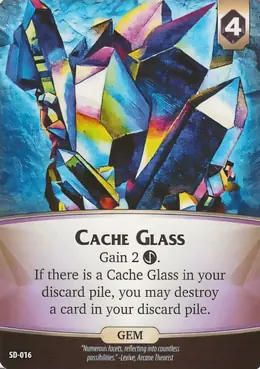 4
CACHE GLASS
Gain 2
If there is a Cache Glass in your
discard pile, you may destroy
a card in your discard pile.
GEM
"Numerous facets, reflecting into countless
possibilities." -Lexive, Arcane Theorist
SD-016